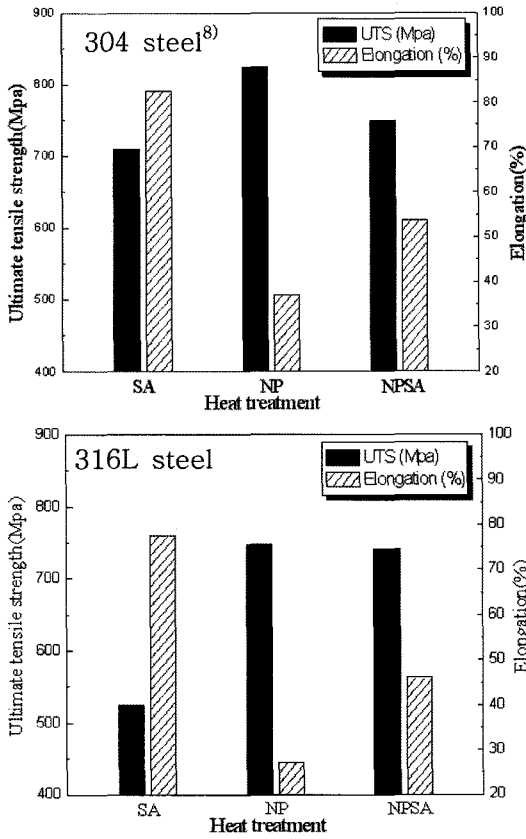 304 steel8)
UTS (Mpa)
Elongation (%)
Ultimate tensile strength(Mpa)
900
800
700
600
500
400
100
90
80
70
60
50
40
30
20
Elongation(%)
SA NP NPSA
Heat treatment
316L steel
UTS (Mpa)
Elongation (%)
Ultimate tensile strength(Mpa)
900
800
750
600
500
400
100
90
80
70
60
50
40
30
20
Elongation(%)
SA NP NPSA
Heat treatment